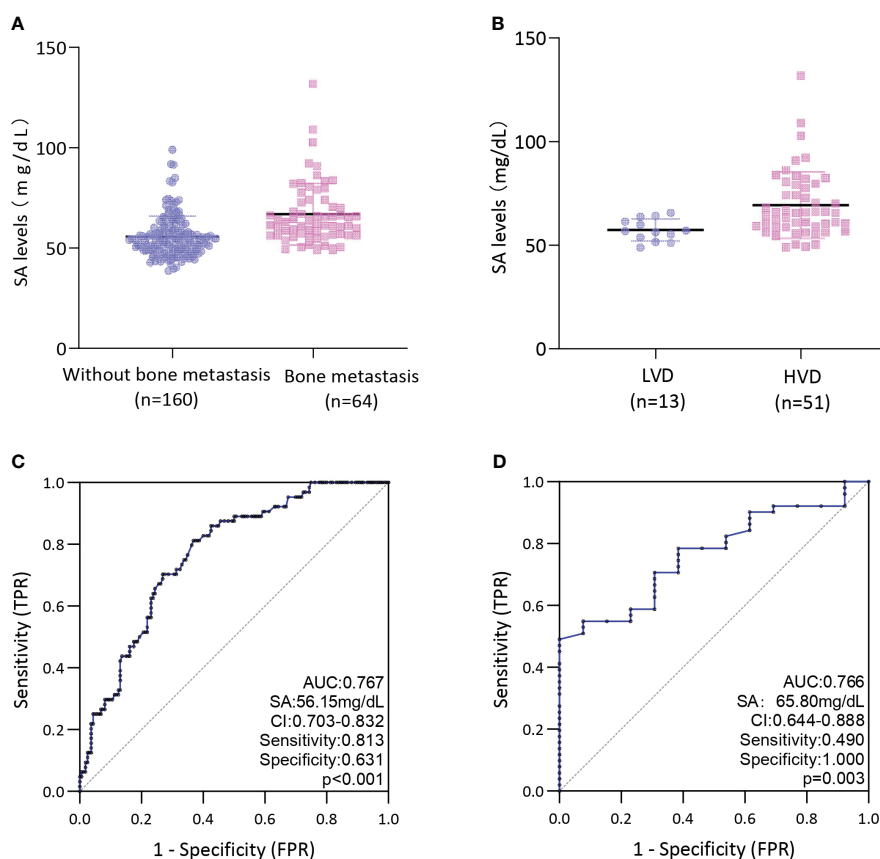 A
150
100
50
0
SA levels（mg/dL）
Without bone metastasis
(n=160)
Bone metastasis
(n=64)
B
150
100
50
0
SA levels（mg/dL）
LVD
(n=13)
HVD
(n=51)
C
1.0
0.8
0.6
0.4
0.2
0.0
Sensitivity (TPR)
AUC:0.767
SA:56.15mg/dL
CI:0.703-0.832
Sensitivity:0.813
Specificity:0.631
p<0.001
0.0 0.2 0.4 0.6 0.8 1.0
1 - Specificity (FPR)
D
1.0
0.8
0.6
0.4
0.2
0.0
Sensitivity (TPR)
AUC:0.766
SA： 65.80mg/dL
CI:0.644-0.888
Sensitivity:0.490
Specificity:1.000
p=0.003
0.0 0.2 0.4 0.6 0.8 1.0
1 - Specificity (FPR)